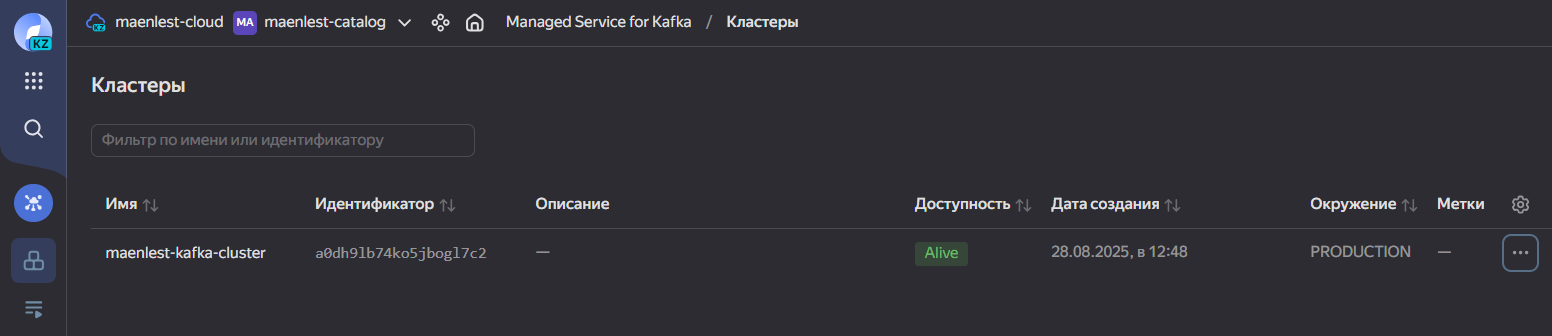 KZ maenlest-cloud MA maenlest-catalog Managed Service for Kafka / Кластеры
KZ
Кластеры
Фильтр по имени или идентификатору
Имя Идентификатор Описание Доступность Дата создания Окружение Метки
maenlest-kafka-cluster a0dh9lb74ko5jbogl7c2 — Alive 28.08.2025, в 12:48 PRODUCTION —